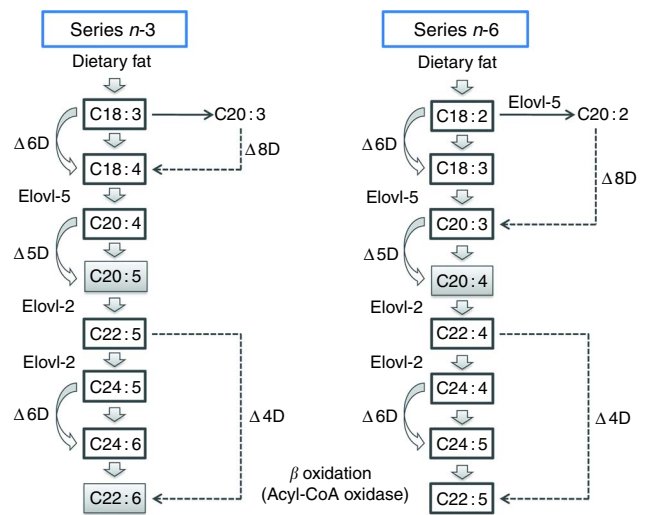 Series n-3
Dietary fat
C18:3
C20:3
Δ6D
Δ8D
C18:4
Elovl-5
C20:4
Δ5D
C20:5
Elovl-2
C22:5
Elovl-2
C24:5
Δ6D
Δ4D
C24:6
C22:6
β oxidation
(Acyl-CoA oxidase)
Series n-6
Dietary fat
Elovl-5
C18:2
C20:2
Δ6D
C18:3
Δ8D
Elovl-5
C20:3
Δ5D
C20:4
Elovl-2
C22:4
Elovl-2
C24:4
Δ6D
Δ4D
C24:5
C22:5